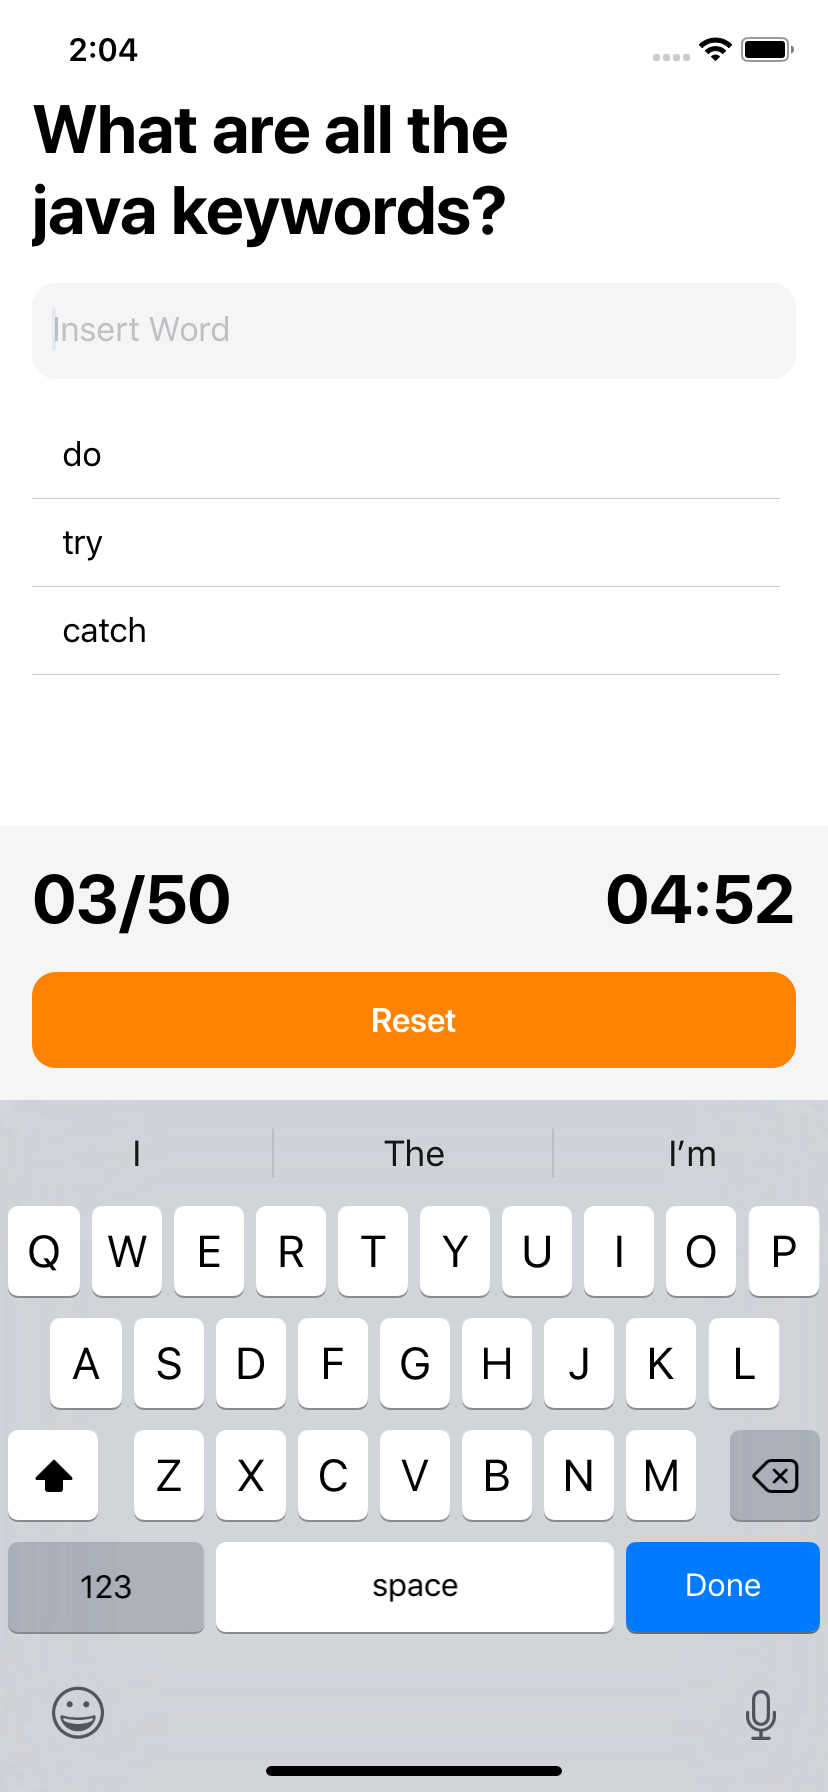 2:04
What are all the
java keywords?
Insert Word
do
try
catch
03/50 04:52
Reset
I The I’m
Q W E R T Y U I O P
A S D F G H J K L
Z X C V B N M
123 space Done